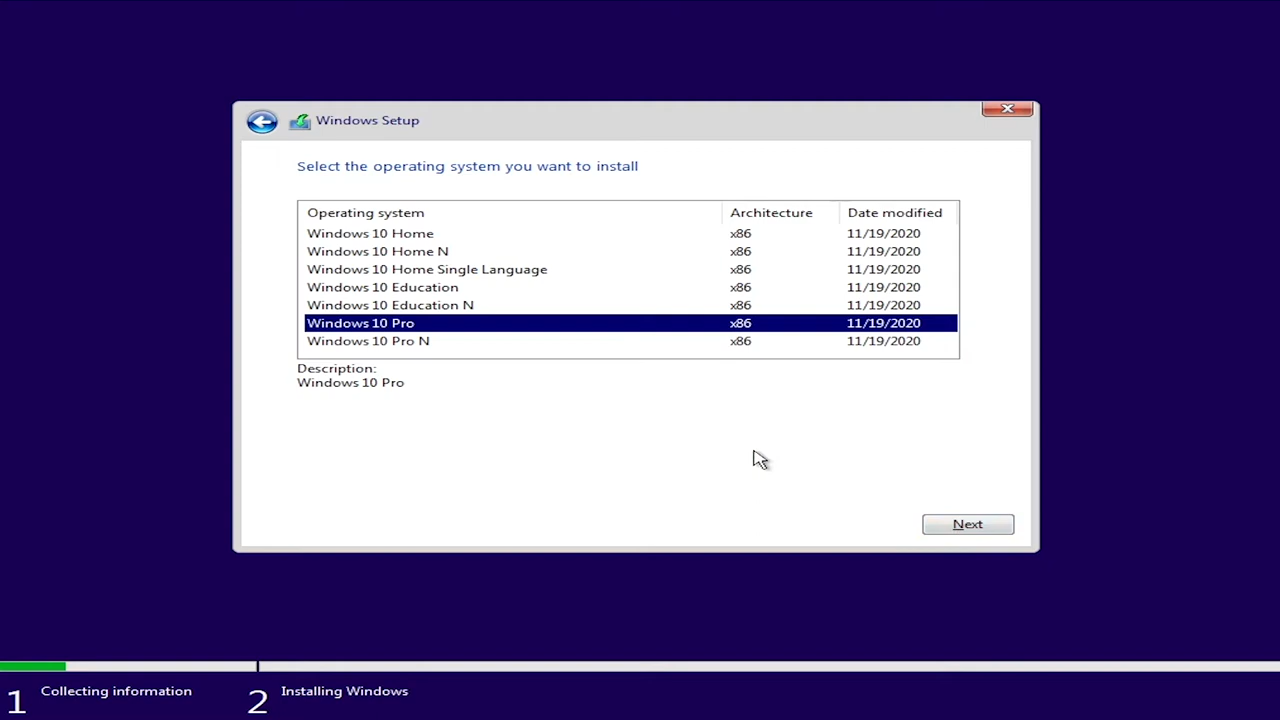 Windows Setup
Select the operating system you want to install
Operating system Architecture Date modified
Windows 10 Home x86 11/19/2020
Windows 10 Home N x86 11/19/2020
Windows 10 Home Single Language x86 11/19/2020
Windows 10 Education x86 11/19/2020
Windows 10 Education N x86 11/19/2020
Windows 10 Pro x86 11/19/2020
Windows 10 Pro N x86 11/19/2020
Description:
Windows 10 Pro
Next
1 Collecting information 2 Installing Windows